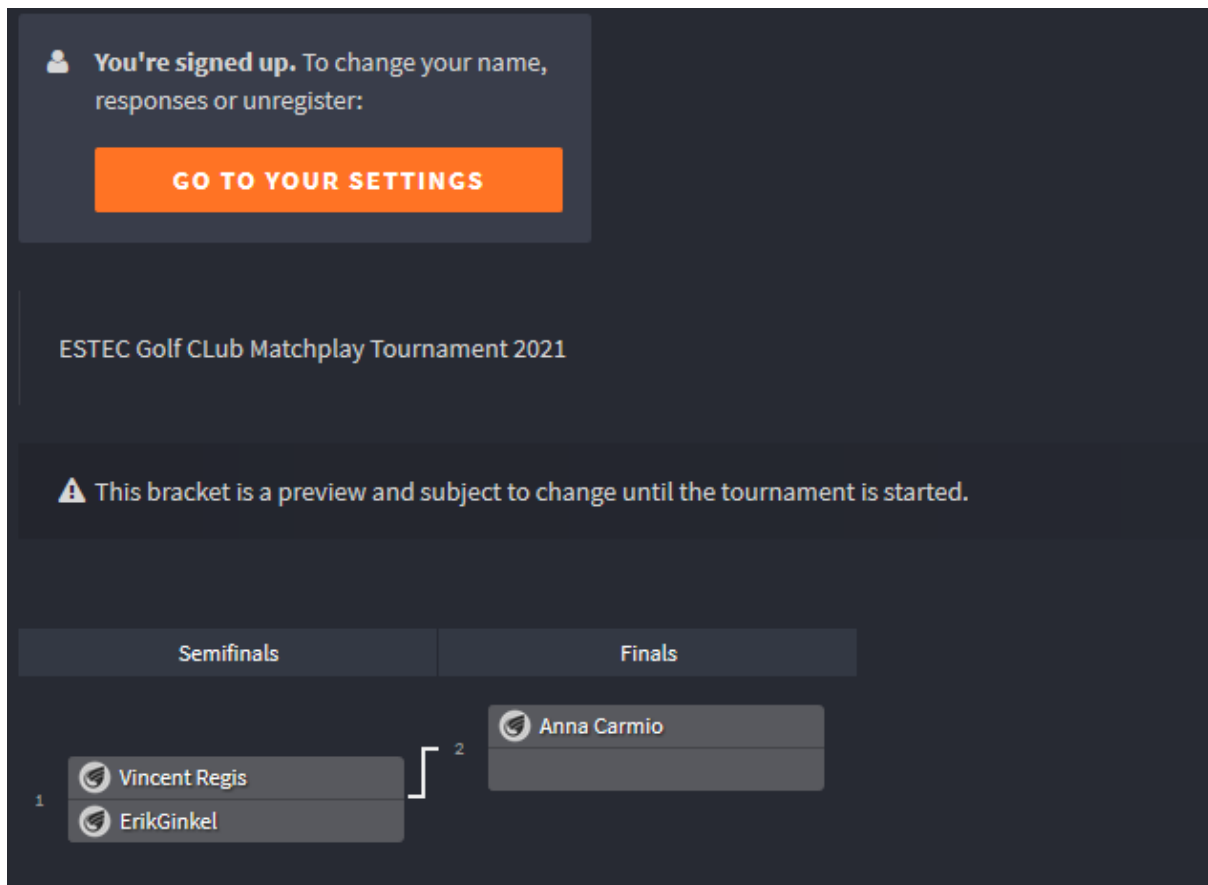 You're signed up. To change your name,
responses or unregister:
GO TO YOUR SETTINGS
ESTEC Golf CLub Matchplay Tournament 2021
This bracket is a preview and subject to change until the tournament is started.
Semifinals
Finals
1
Vincent Regis
ErikGinkel
2
Anna Carmio